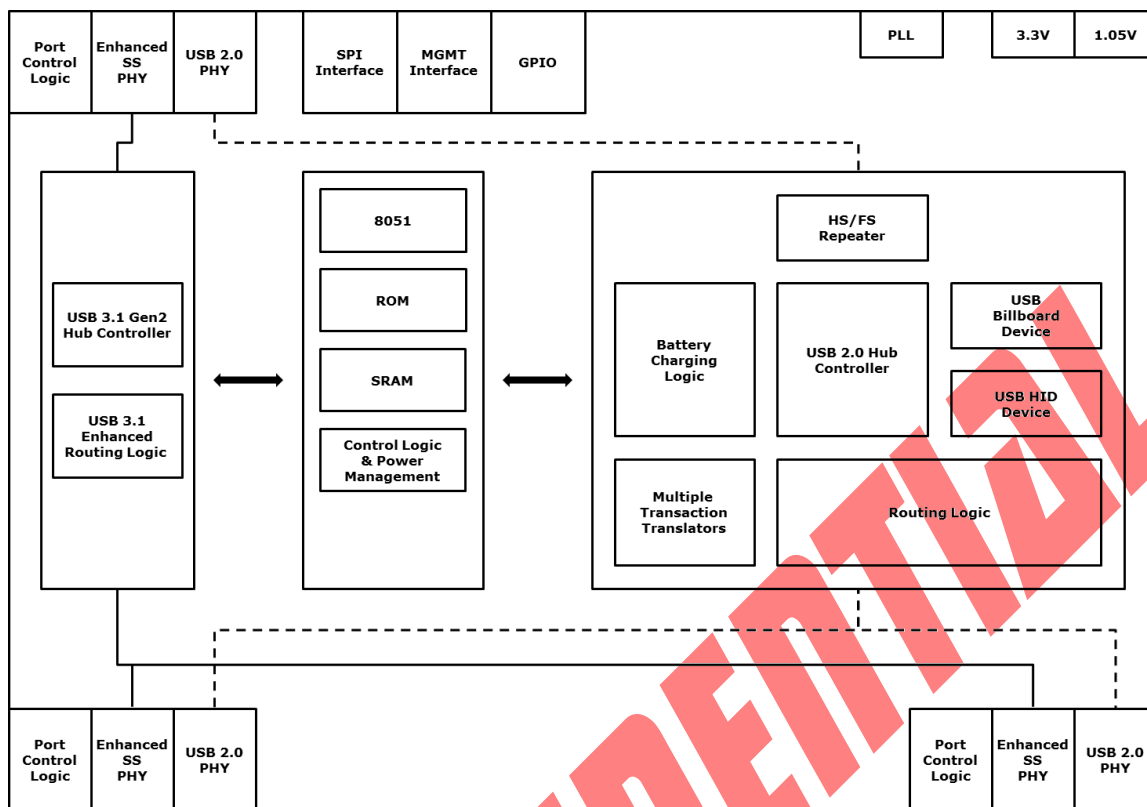 Port
Control
Logic
Enhanced
SS
PHY
USB 2.0
PHY
SPI
Interface
MGMT
Interface
GPIO
PLL
3.3V
1.05V
USB 3.1 Gen2
Hub Controller
USB 3.1
Enhanced
Routing Logic
8051
ROM
SRAM
Control Logic
& Power
Management
HS/FS
Repeater
Battery
Charging
Logic
USB 2.0 Hub
Controller
USB
Billboard
Device
USB HID
Device
Multiple
Transaction
Translators
Routing Logic
Port
Control
Logic
Enhanced
SS
PHY
USB 2.0
PHY
Port
Control
Logic
Enhanced
SS
PHY
USB 2.0
PHY